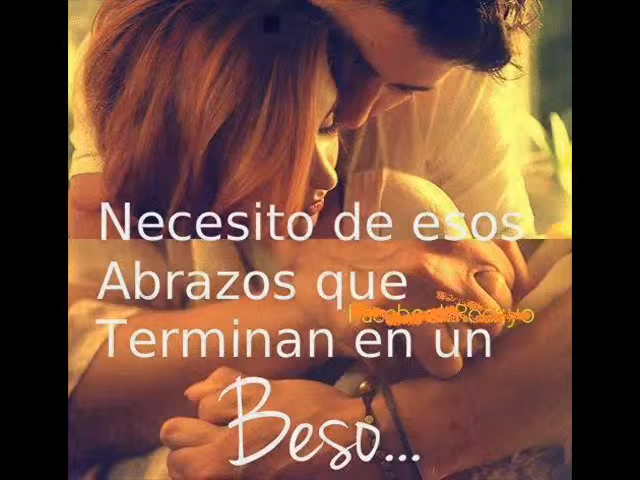 Necesito de esos
Abrazos que
Terminan en un
Beso...